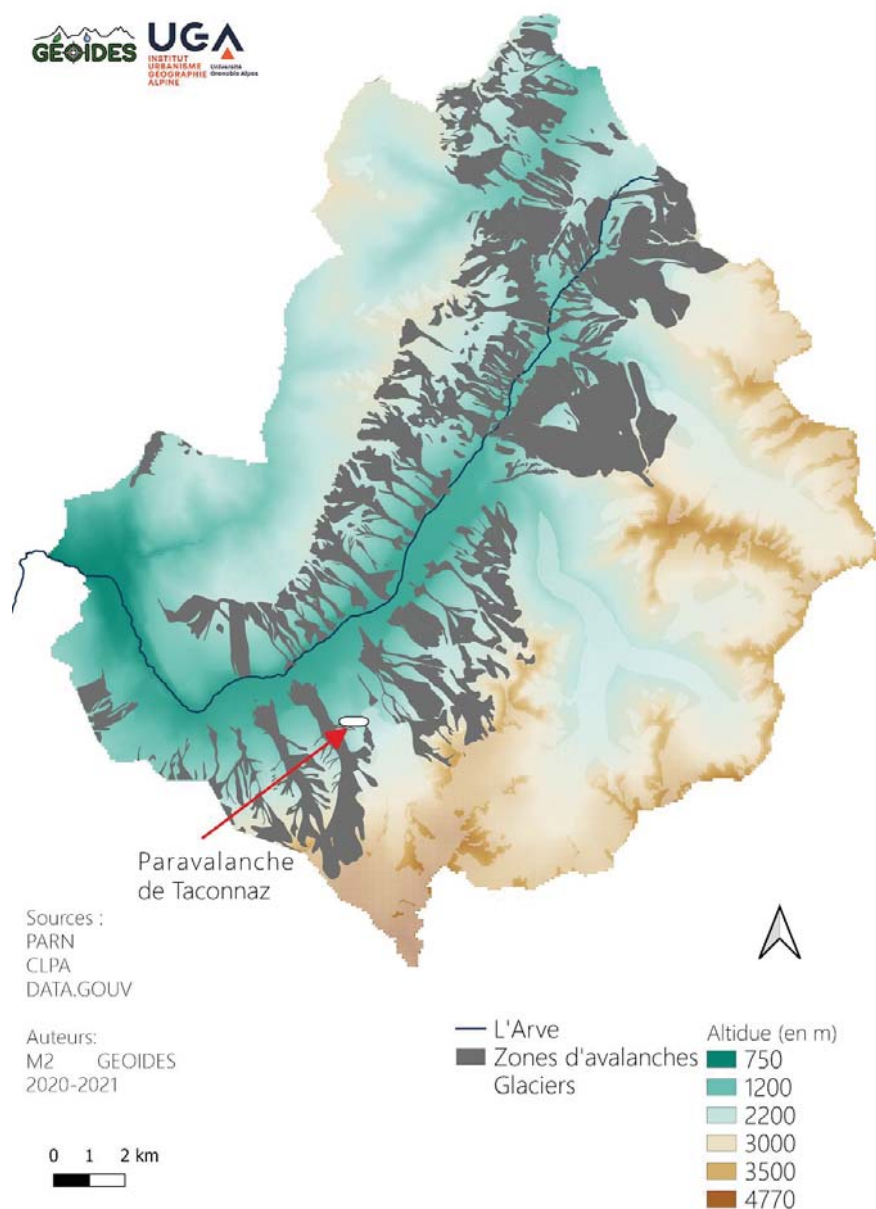 GÉOIDES
UGA
INSTITUT
URBANISME
GÉOGRAPHIE
ALPINE
Université
Grenoble Alpes
Paravalanche
de Taconnaz
Sources :
PARN
CLPA
DATA.GOUV
Auteurs:
M2 GEOIDES
2020-2021
0 1 2 km
L'Arve
Zones d'avalanches
Glaciers
Altidue (en m)
750
1200
2200
3000
3500
4770